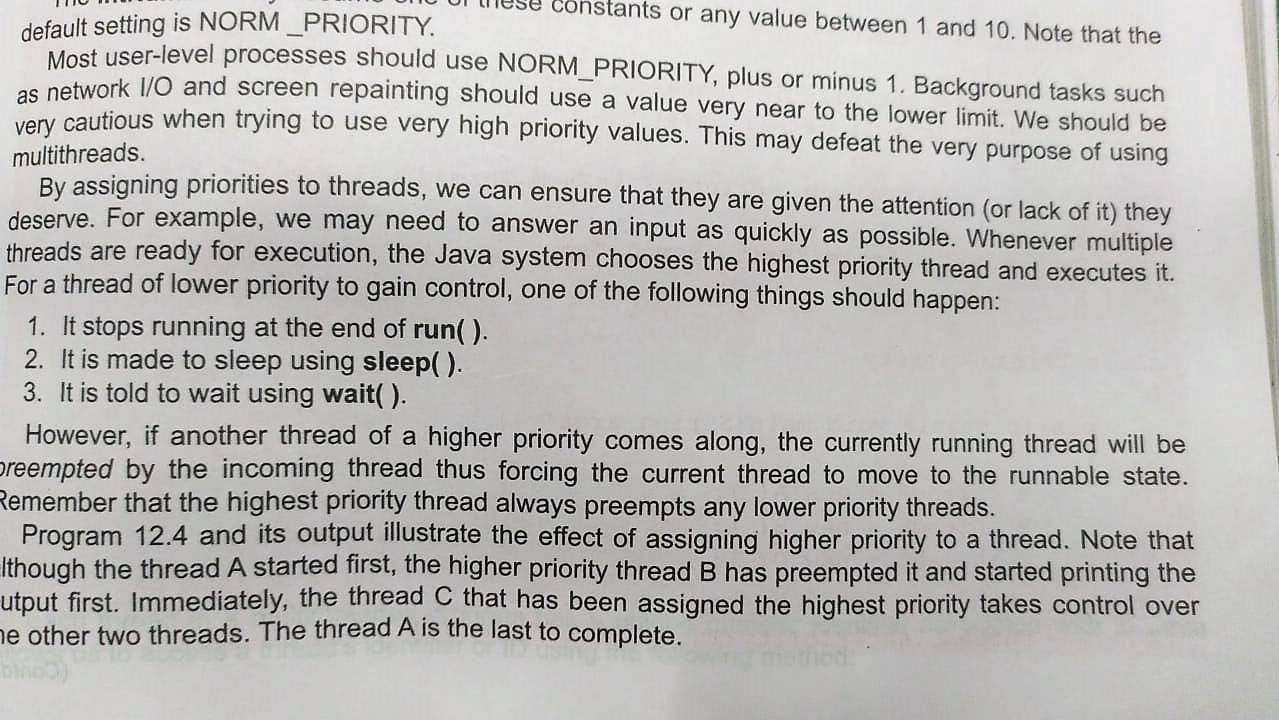 of these constants or any value between 1 and 10. Note that the
default setting is NORM _PRIORITY.
Most user-level processes should use NORM_PRIORITY, plus or minus 1. Background tasks such
as network I/O and screen repainting should use a value very near to the lower limit. We should be
very cautious when trying to use very high priority values. This may defeat the very purpose of using
multithreads.
By assigning priorities to threads, we can ensure that they are given the attention (or lack of it) they
deserve. For example, we may need to answer an input as quickly as possible. Whenever multiple
threads are ready for execution, the Java system chooses the highest priority thread and executes it.
For a thread of lower priority to gain control, one of the following things should happen:
1. It stops running at the end of run( ).
2. It is made to sleep using sleep( ).
3. It is told to wait using wait( ).
However, if another thread of a higher priority comes along, the currently running thread will be
preempted by the incoming thread thus forcing the current thread to move to the runnable state.
Remember that the highest priority thread always preempts any lower priority threads.
Program 12.4 and its output illustrate the effect of assigning higher priority to a thread. Note that
lthough the thread A started first, the higher priority thread B has preempted it and started printing the
utput first. Immediately, the thread C that has been assigned the highest priority takes control over
he other two threads. The thread A is the last to complete.